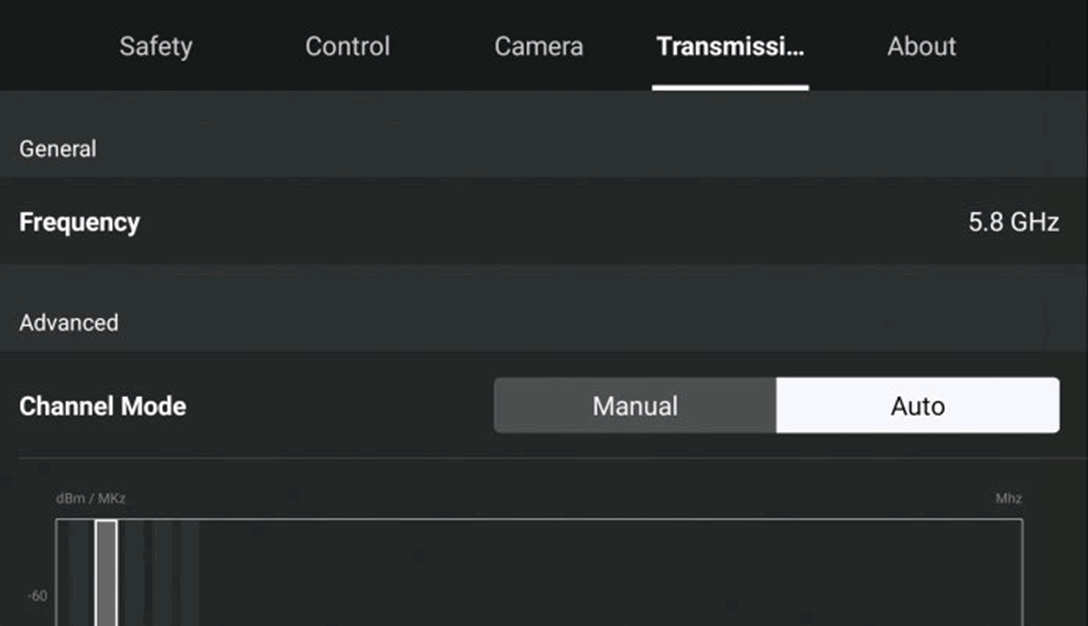 Safety Control Camera Transmissi... About
General
Frequency 5.8 GHz
Advanced
Channel Mode Manual Auto
dBm / MKz Mhz
-60